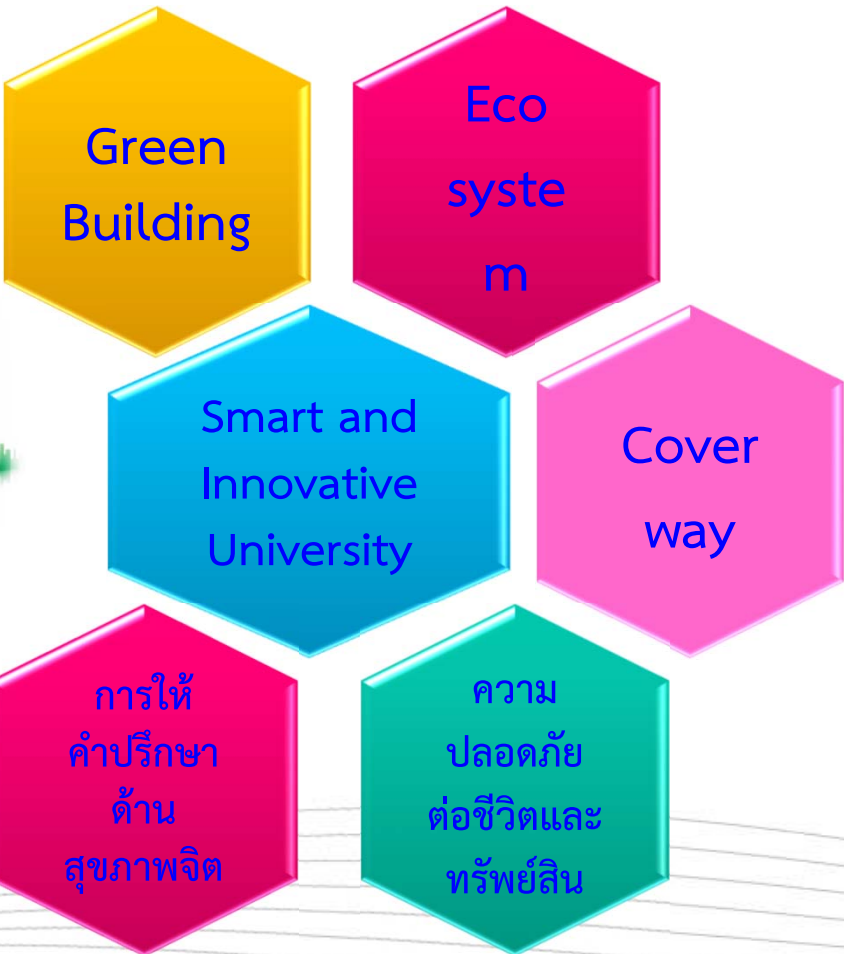 Green
Building
Eco
syste
m
Smart and
Innovative
University
Cover
way
การให้
คำปรึกษา
ด้าน
สุขภาพจิต
ความ
ปลอดภัย
ต่อชีวิตและ
ทรัพย์สิน